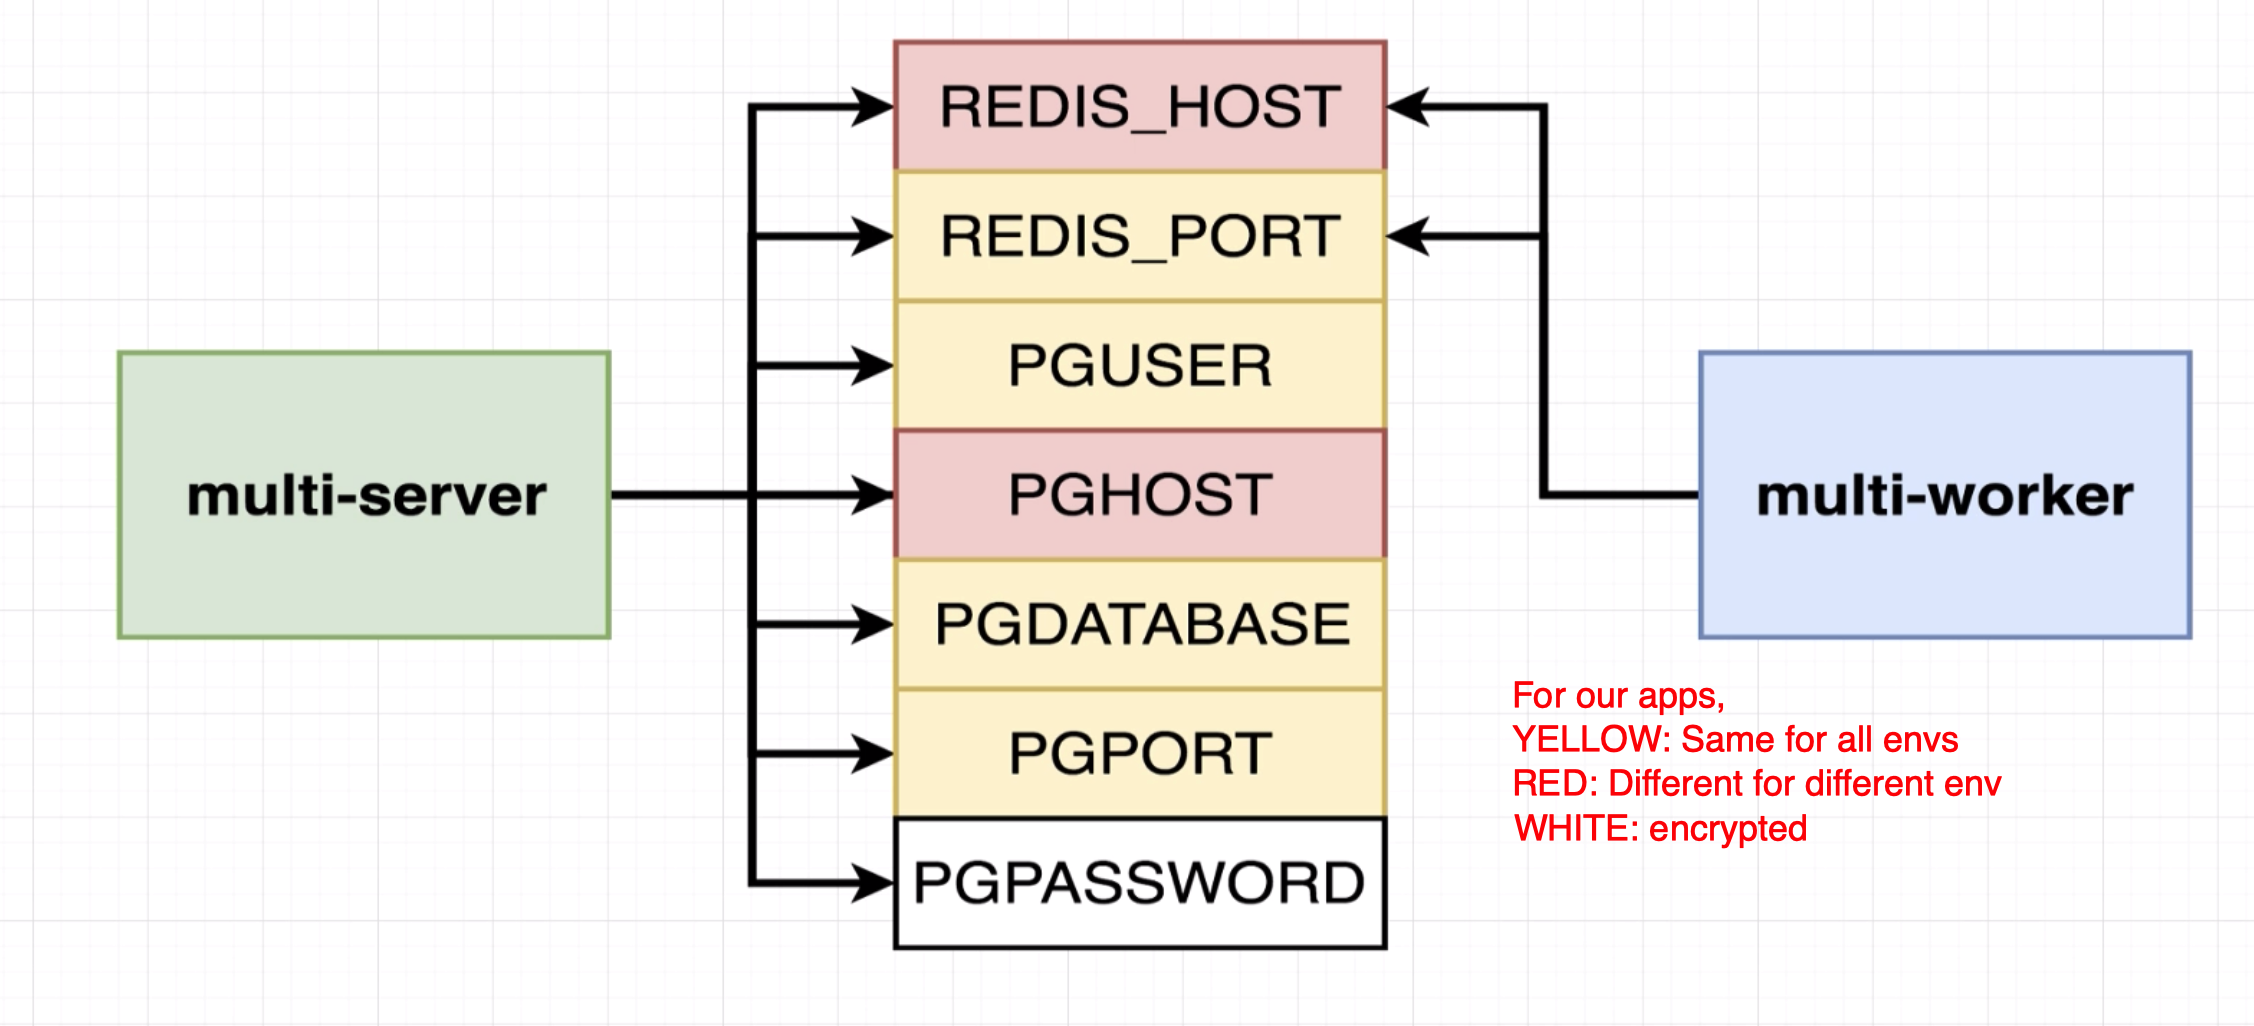 REDIS_HOST
REDIS_PORT
PGUSER
multi-server
PGHOST
multi-worker
PGDATABASE
For our apps,
YELLOW: Same for all envs
RED: Different for different env
WHITE: encrypted
PGPORT
PGPASSWORD